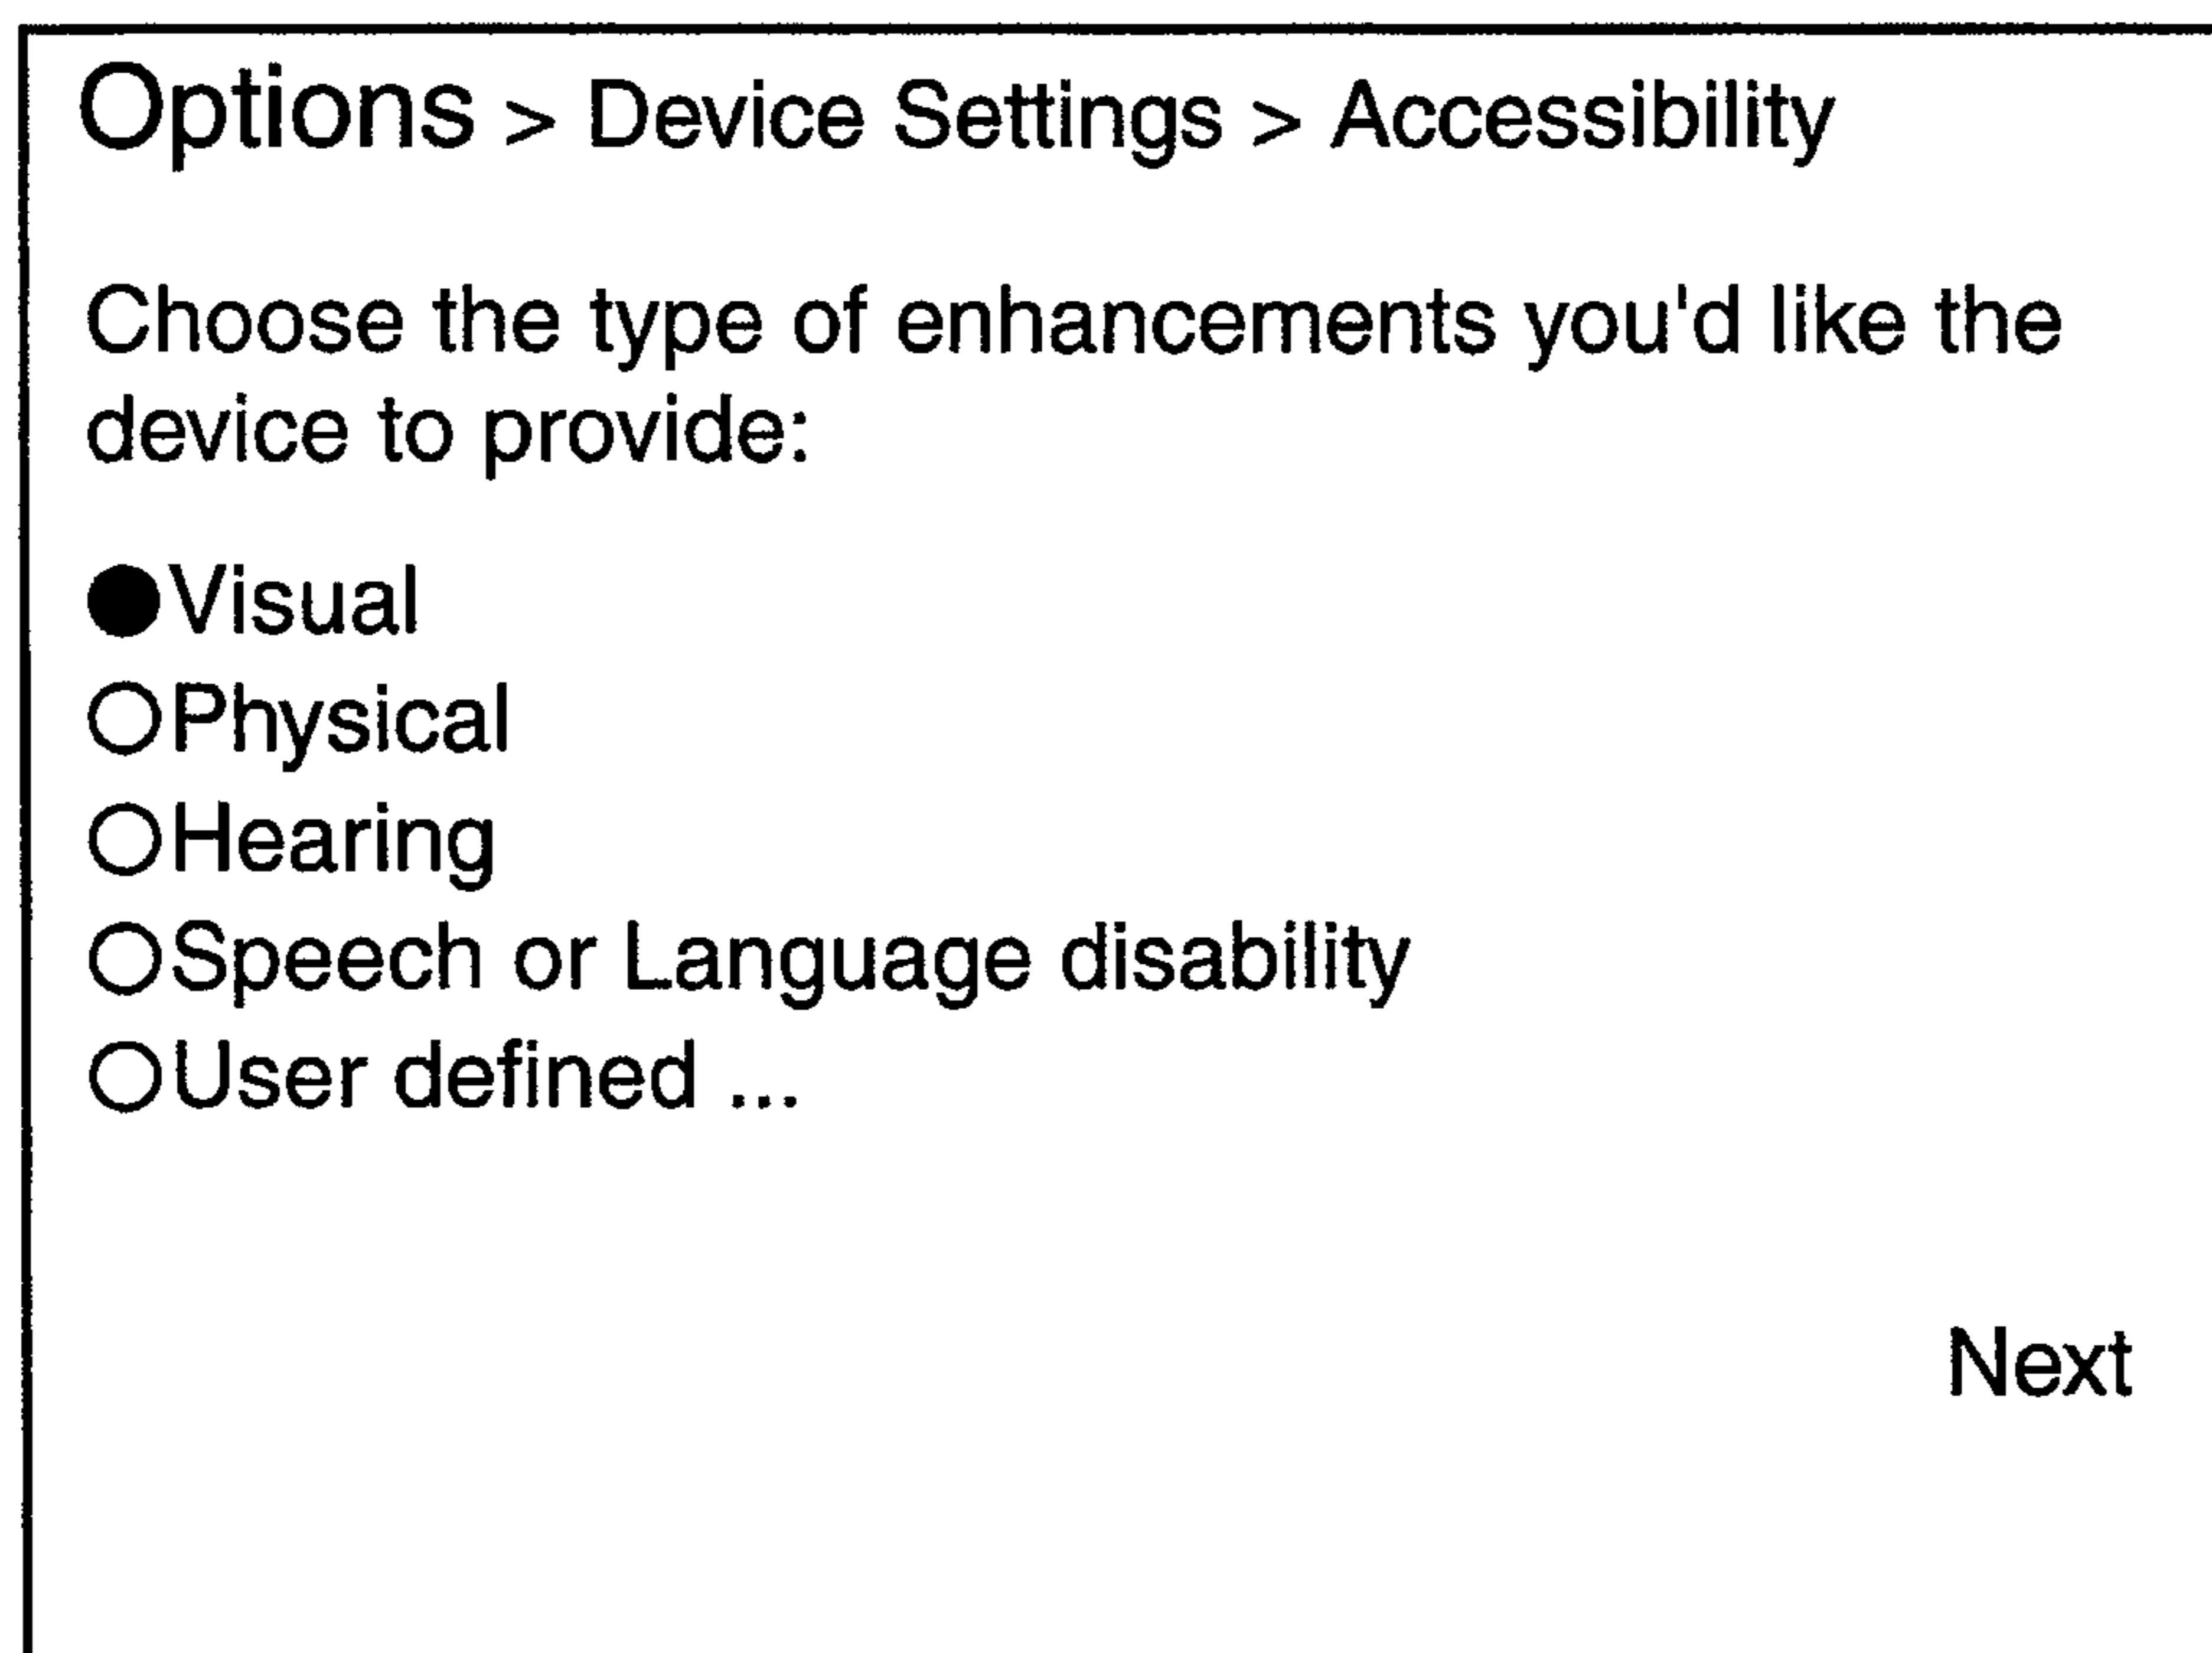 Options > Device Settings > Accessibility
Choose the type of enhancements you'd like the
device to provide:
Visual
Physical
Hearing
Speech or Language disability
User defined ...
Next